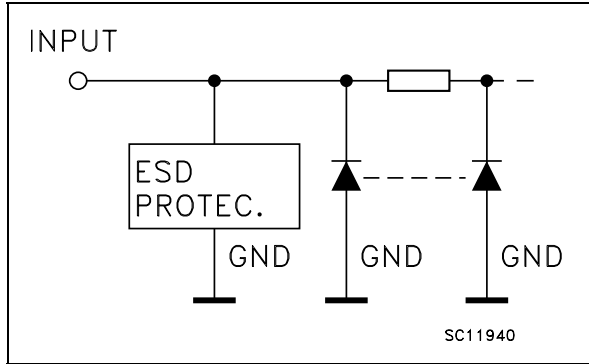 INPUT
ESD
PROTEC.
GND
GND
GND
SC11940